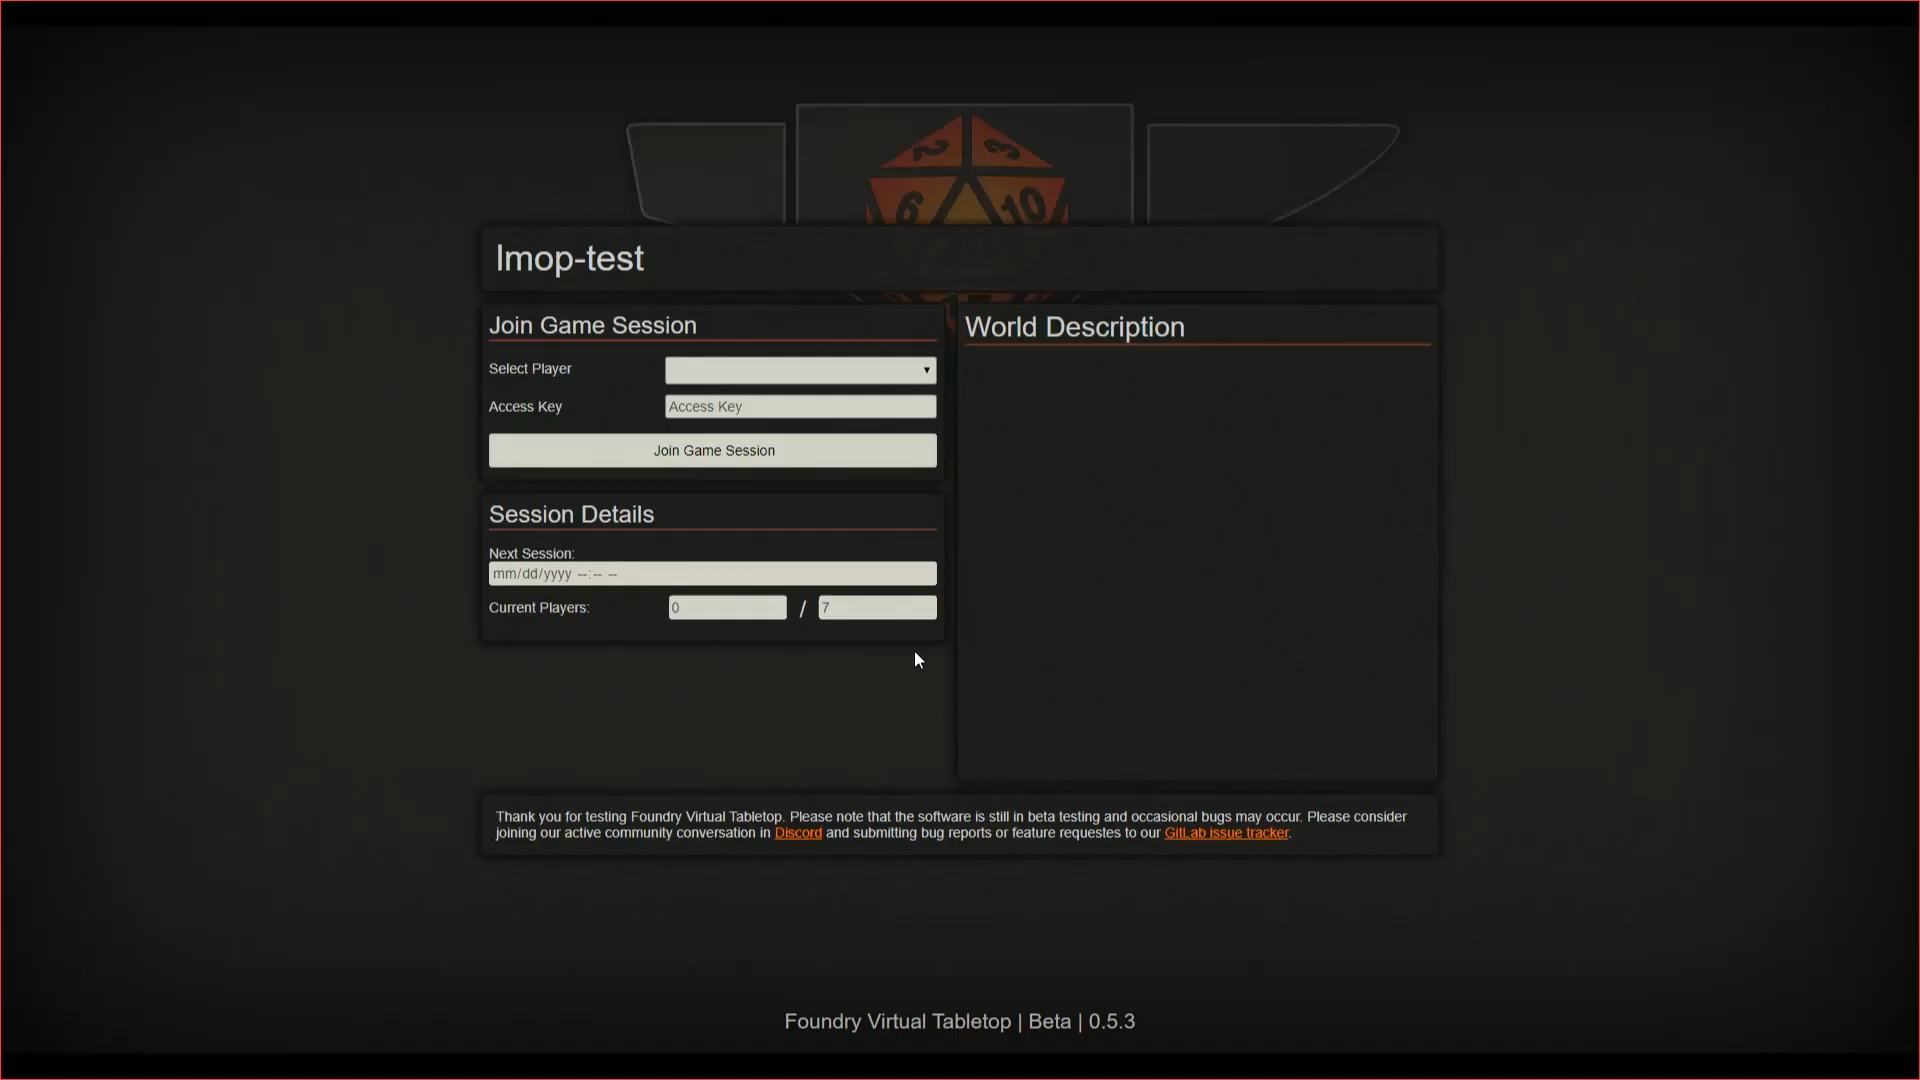 2 3
6 10
lmop-test
Join Game Session
Select Player
Access Key
Access Key
Join Game Session
Session Details
Next Session:
mm/dd/yyyy --:-- --
Current Players:
0 / 7
World Description
Thank you for testing Foundry Virtual Tabletop. Please note that the software is still in beta testing and occasional bugs may occur. Please consider
joining our active community conversation in Discord and submitting bug reports or feature requestes to our GitLab issue tracker.
Foundry Virtual Tabletop | Beta | 0.5.3